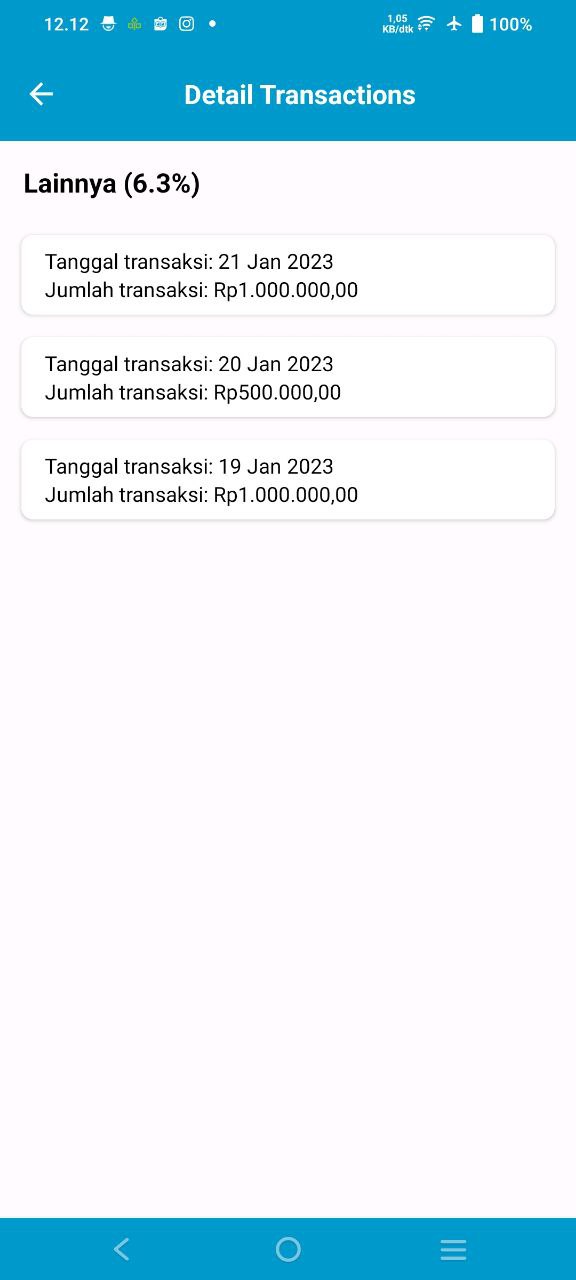 12.12
1,05
KB/dtk
100%
Detail Transactions
Lainnya (6.3%)
Tanggal transaksi: 21 Jan 2023
Jumlah transaksi: Rp1.000.000,00
Tanggal transaksi: 20 Jan 2023
Jumlah transaksi: Rp500.000,00
Tanggal transaksi: 19 Jan 2023
Jumlah transaksi: Rp1.000.000,00